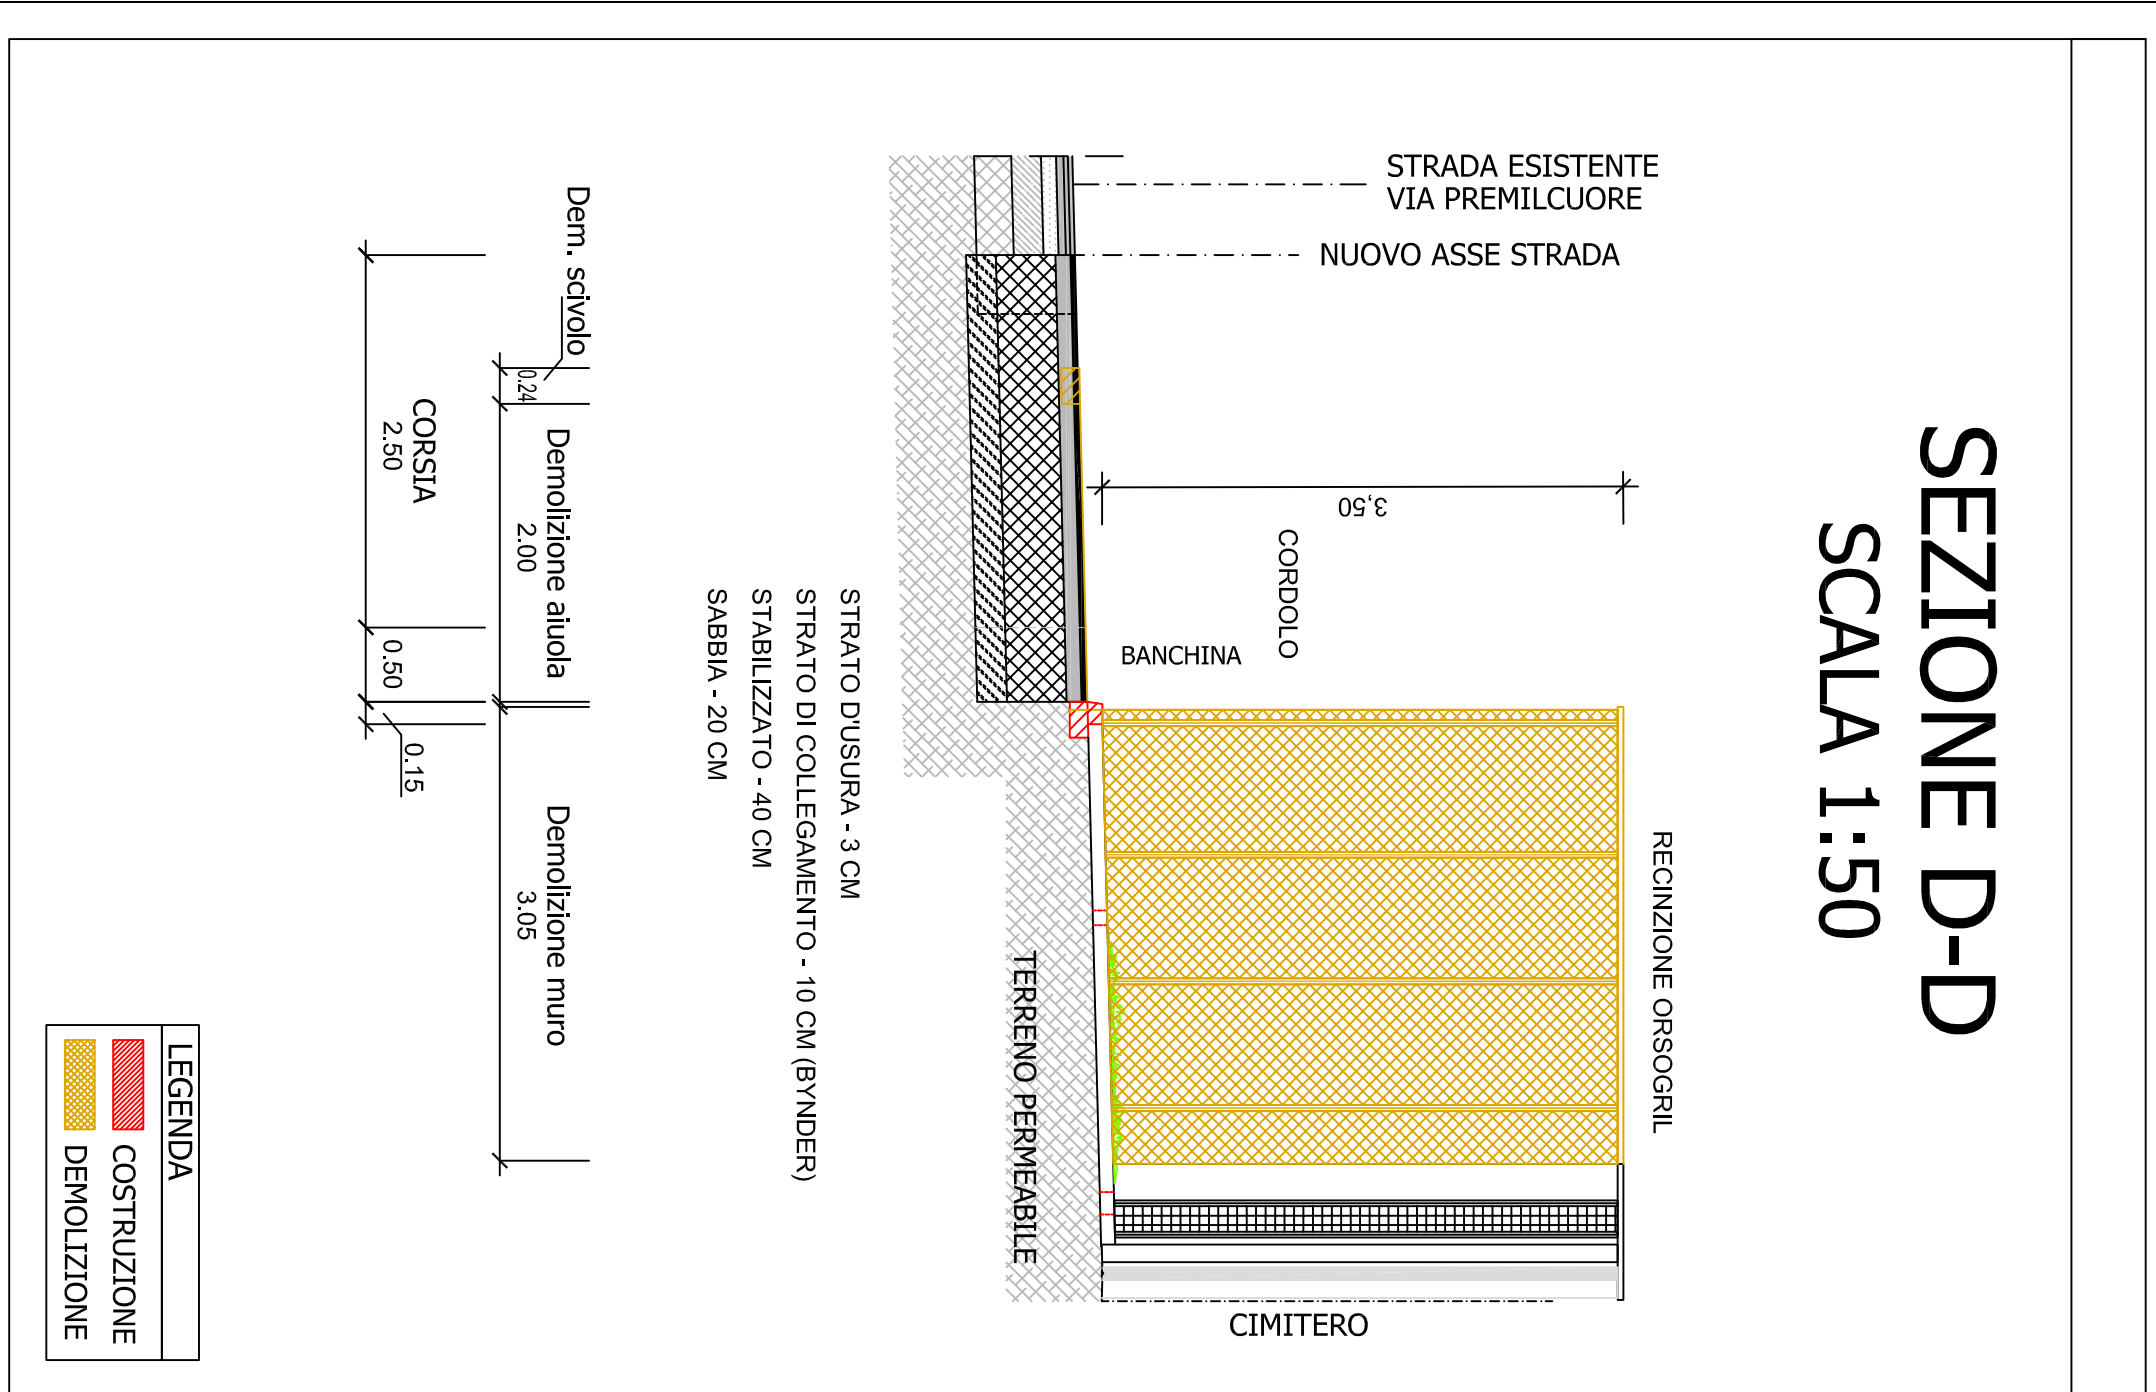 SEZIONE D-D
SCALA 1:50
STRADA ESISTENTE
VIA PREMILCUORE
NUOVO ASSE STRADA
RECINZIONE ORSOGRIL
3,50
CORDOLO
BANCHINA
CIMITERO
TERRENO PERMEABILE
STRATO D'USURA - 3 CM
STRATO DI COLLEGAMENTO - 10 CM (BYNDER)
STABILIZZATO - 40 CM
SABBIA - 20 CM
Dem. scivolo
0.24
Demolizione aiuola
2.00
Demolizione muro
3.05
CORSIA
2.50
0.50
0.15
LEGENDA
COSTRUZIONE
DEMOLIZIONE